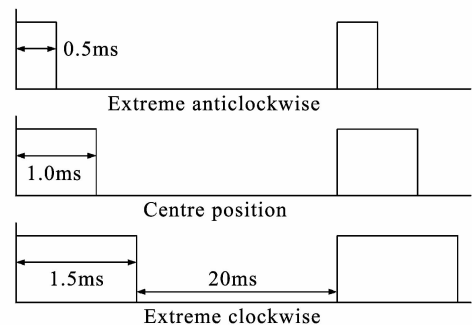 0.5ms
Extreme anticlockwise
1.0ms
Centre position
1.5ms
20ms
Extreme clockwise